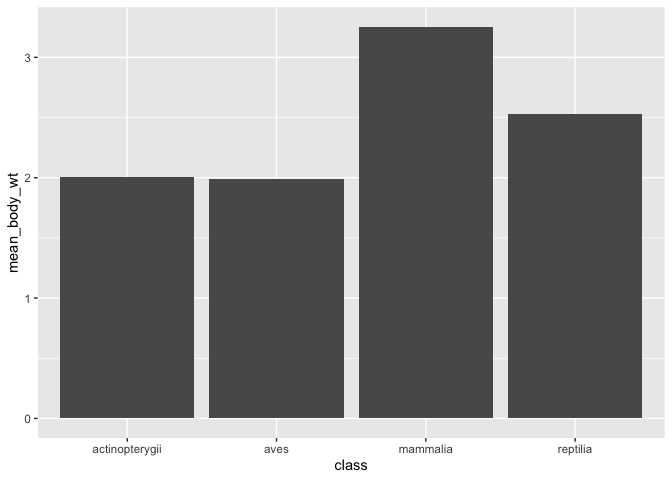 3
2
1
0
mean_body_wt
actinopterygii
aves
mammalia
reptilia
class